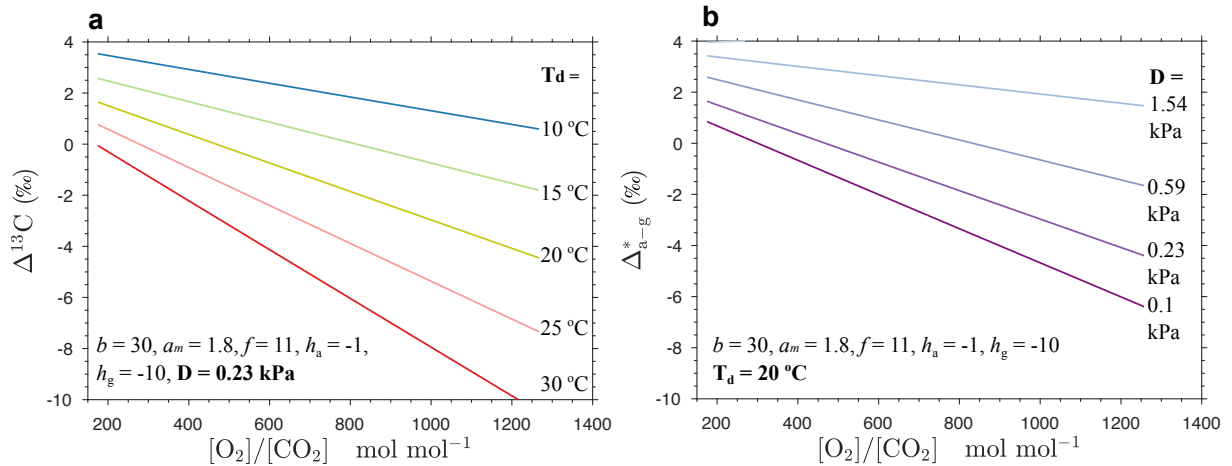 a
4
2
0
-2
-4
-6
-8
-10
200
400
600
800
1000
1200
1400
Δ¹³C (‰)
[O₂]/[CO₂] mol mol⁻¹
Td =
10 ºC
15 ºC
20 ºC
25 ºC
30 ºC
b = 30, aₘ = 1.8, f = 11, hₐ = -1,
h_g = -10, D = 0.23 kPa
b
4
2
0
-2
-4
-6
-8
-10
200
400
600
800
1000
1200
1400
Δ*ₐ₋g (‰)
[O₂]/[CO₂] mol mol⁻¹
D =
1.54
kPa
0.59
kPa
0.23
kPa
0.1
kPa
b = 30, aₘ = 1.8, f = 11, hₐ = -1, h_g = -10
T_d = 20 ºC